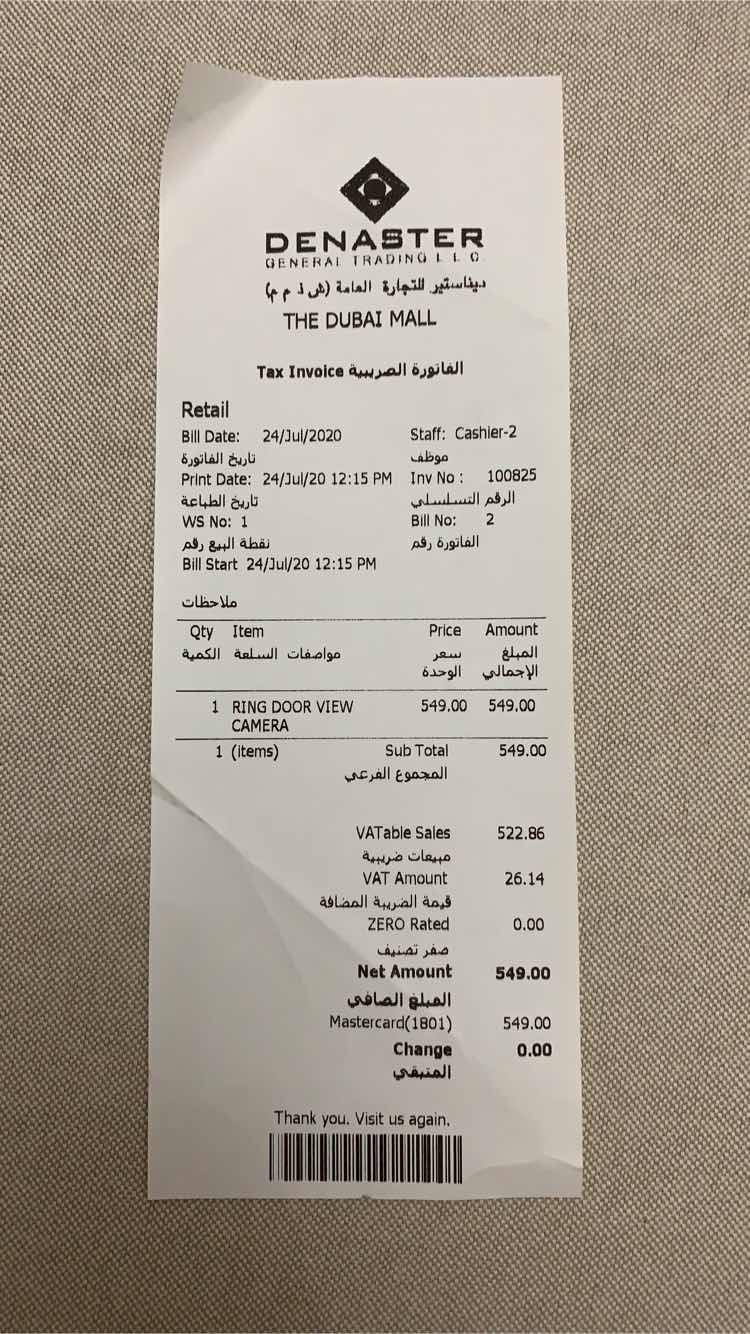 DENASTER
GENERAL TRADING L L C
ديناستير للتجارة العامة (ش ذ م م)
THE DUBAI MALL
Tax Invoice الفاتورة الصريبية
Retail
Bill Date: 24/Jul/2020 Staff: Cashier-2
تاريخ الفاتورة موظف
Print Date: 24/Jul/20 12:15 PM Inv No : 100825
تاريخ الطباعة الرقم التسلسلي
WS No: 1 Bill No: 2
نقطة البيع رقم الفاتورة رقم
Bill Start 24/Jul/20 12:15 PM
ملاحظات
Qty Item Price Amount
الكمية مواصفات السلعة سعر المبلغ
الوحدة الإجمالي
1 RING DOOR VIEW 549.00 549.00
CAMERA
1 (items) Sub Total 549.00
المجموع الفرعي
VATable Sales 522.86
مبيعات ضريبية
VAT Amount 26.14
قيمة الضريبة المضافة
ZERO Rated 0.00
صفر تصنيف
Net Amount 549.00
المبلغ الصافي
Mastercard(1801) 549.00
Change 0.00
المتبقي
Thank you. Visit us again.